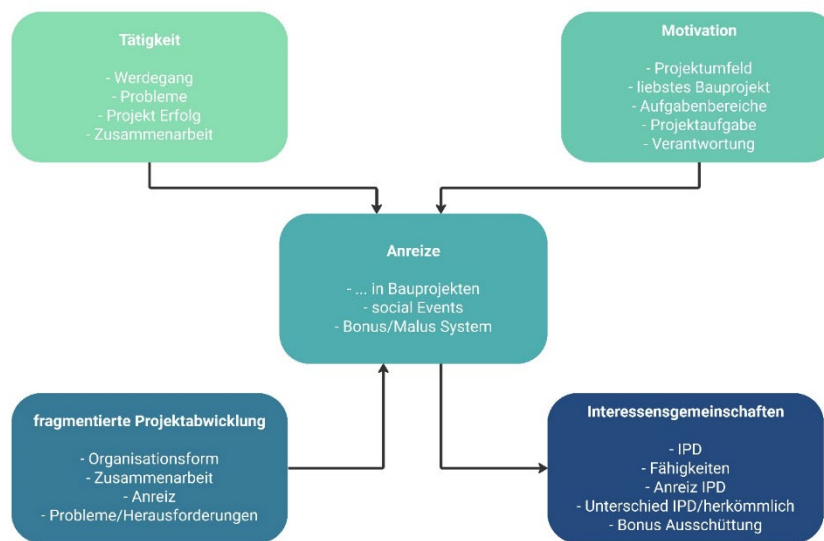 Tätigkeit
- Werdegang
- Probleme
- Projekt Erfolg
- Zusammenarbeit
Motivation
- Projektumfeld
- liebstes Bauprojekt
- Aufgabenbereiche
- Projektaufgabe
- Verantwortung
Anreize
- ... in Bauprojekten
- social Events
- Bonus/Malus System
fragmentierte Projektabwicklung
- Organisationsform
- Zusammenarbeit
- Anreiz
- Probleme/Herausforderungen
Interessensgemeinschaften
- IPD
- Fähigkeiten
- Anreiz IPD
- Unterschied IPD/herkömmlich
- Bonus Ausschüttung